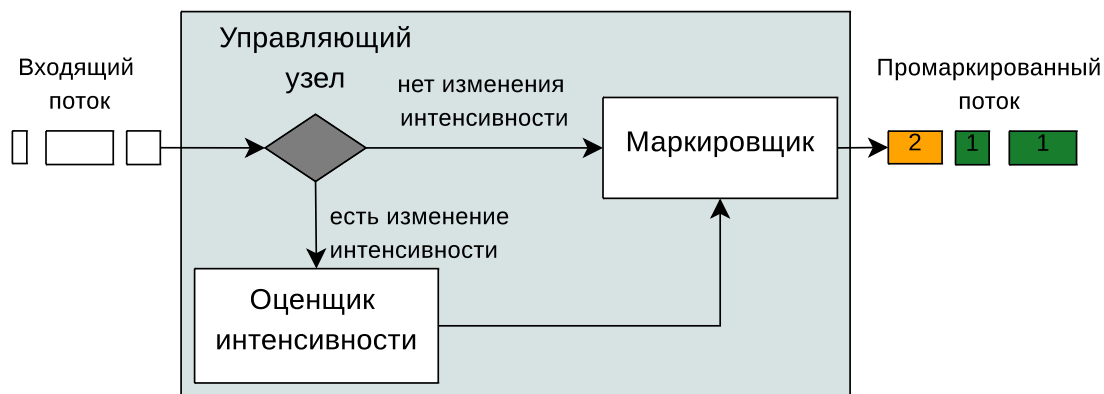 Управляющий
узел
Входящий
поток
нет изменения
интенсивности
Маркировщик
Промаркированный
поток
2
1
1
есть изменение
интенсивности
Оценщик
интенсивности